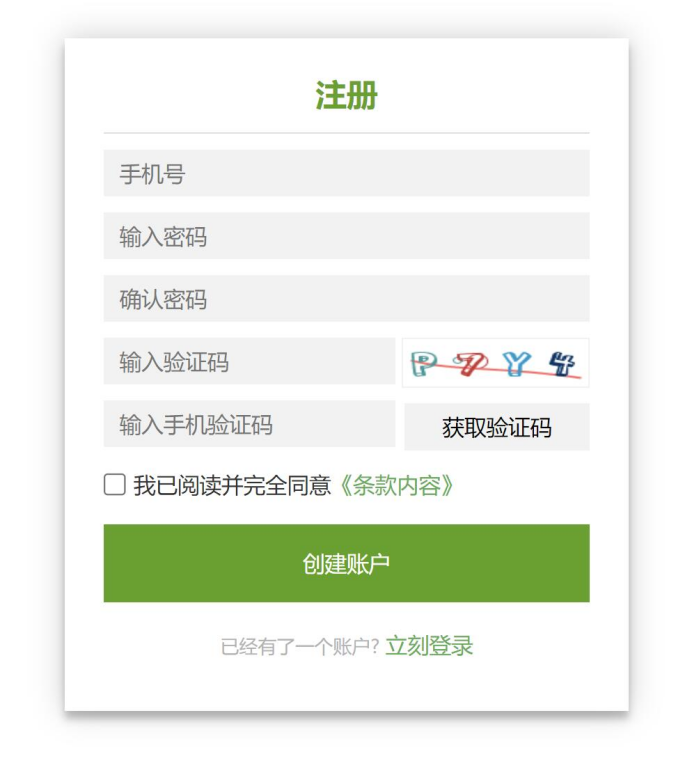 注册
手机号
输入密码
确认密码
输入验证码 P7Y4
输入手机验证码 获取验证码
我已阅读并完全同意《条款内容》
创建账户
已经有了一个账户? 立刻登录